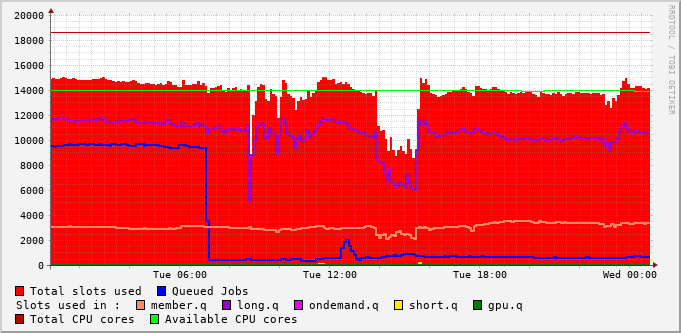 20000
18000
16000
14000
12000
10000
8000
6000
4000
2000
0
Tue 06:00 Tue 12:00 Tue 18:00 Wed 00:00
RRDTOOL / TOBI OETIKER
Total slots used Queued Jobs
Slots used in : member.q long.q ondemand.q short.q gpu.q
Total CPU cores Available CPU cores